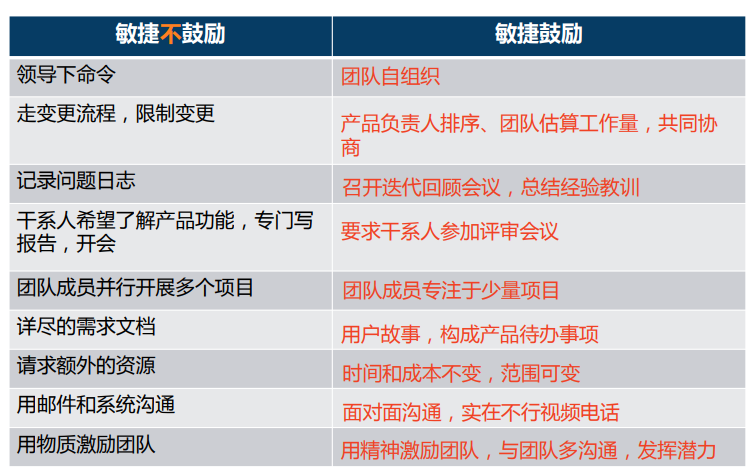 敏捷不鼓励 敏捷鼓励
领导下命令 团队自组织
走变更流程，限制变更 产品负责人排序、团队估算工作量，共同协
商
记录问题日志 召开迭代回顾会议，总结经验教训
干系人希望了解产品功能，专门写
报告，开会 要求干系人参加评审会议
团队成员并行开展多个项目 团队成员专注于少量项目
详尽的需求文档 用户故事，构成产品待办事项
请求额外的资源 时间和成本不变，范围可变
用邮件和系统沟通 面对面沟通，实在不行视频电话
用物质激励团队 用精神激励团队，与团队多沟通，发挥潜力